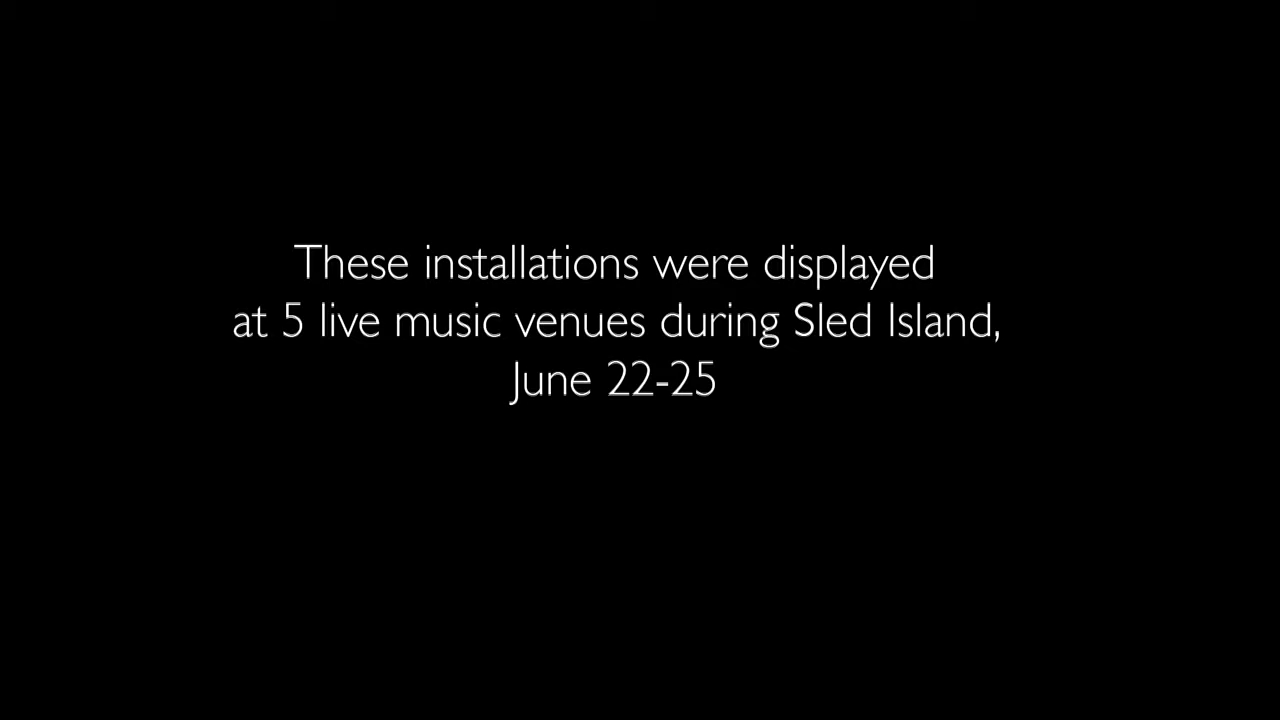 These installations were displayed
at 5 live music venues during Sled Island,
June 22-25